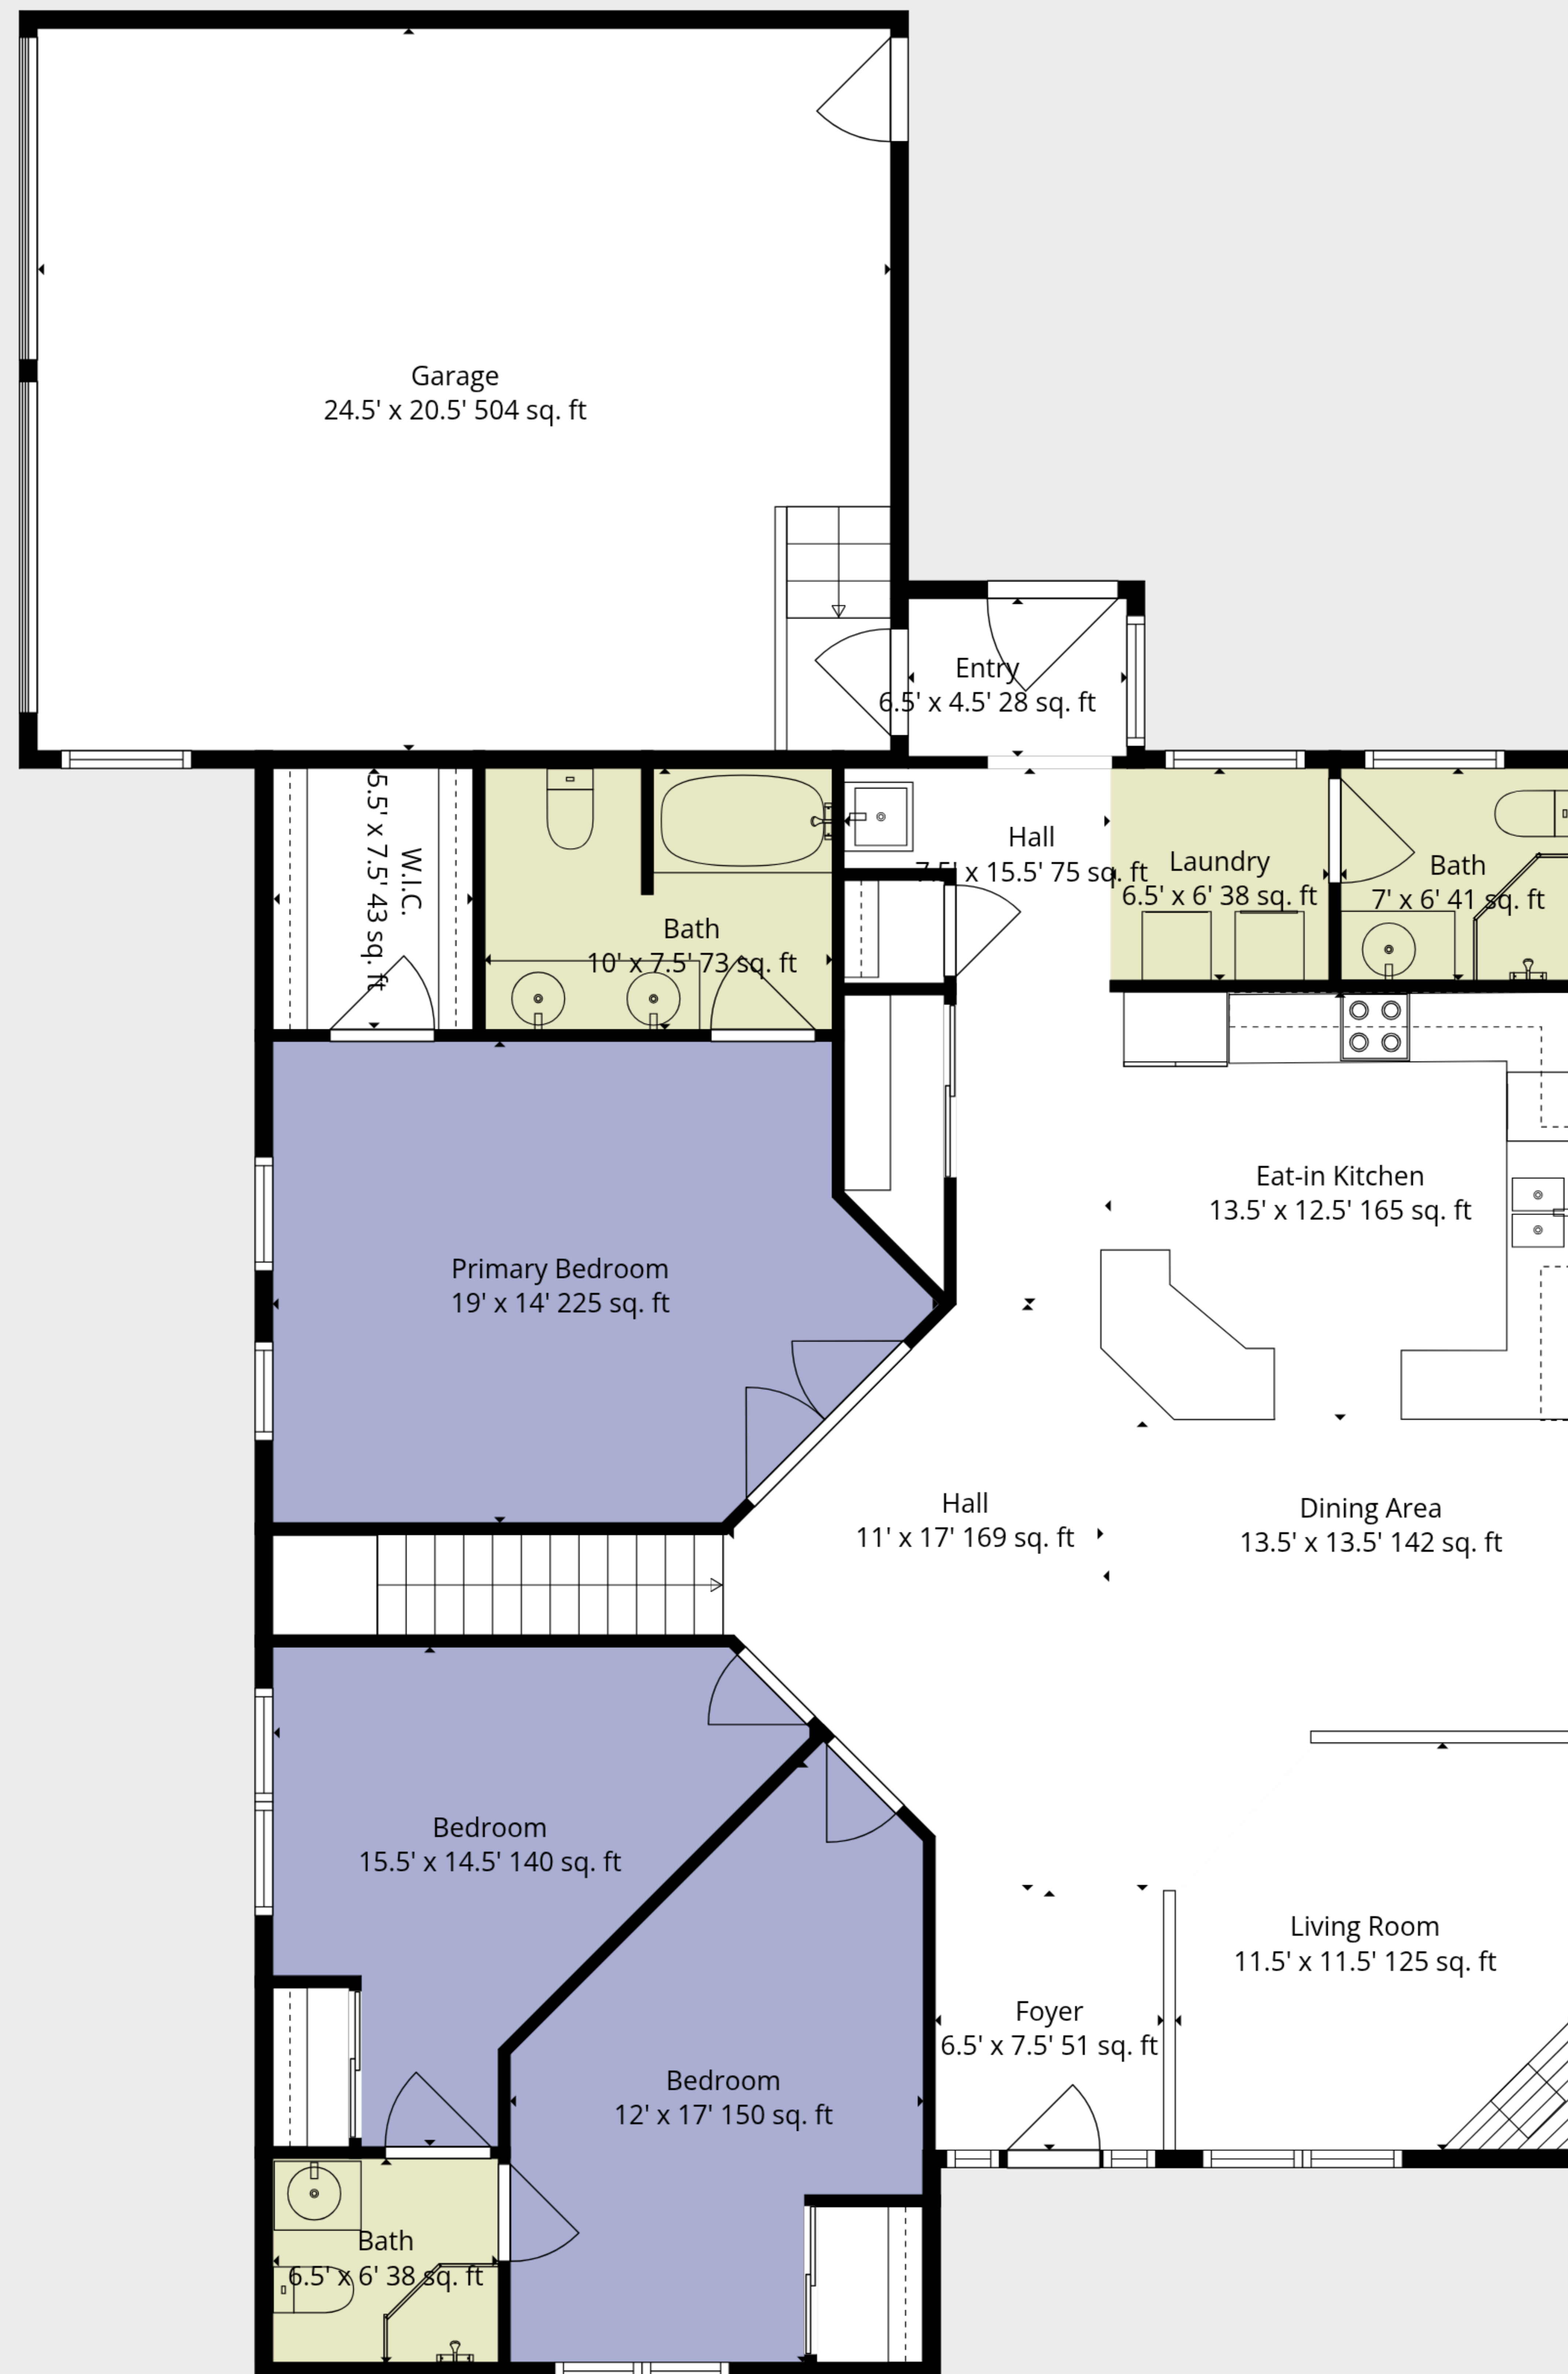 Garage
24.5' x 20.5' 504 sq. ft
Entry
6.5' x 4.5' 28 sq. ft
W.I.C.
5.5' x 7.5' 43 sq. ft
Bath
10' x 7.5' 73 sq. ft
Hall
7.5' x 15.5' 75 sq. ft
Laundry
6.5' x 6' 38 sq. ft
Bath
7' x 6' 41 sq. ft
Eat-in Kitchen
13.5' x 12.5' 165 sq. ft
Primary Bedroom
19' x 14' 225 sq. ft
Hall
11' x 17' 169 sq. ft
Dining Area
13.5' x 13.5' 142 sq. ft
Bedroom
15.5' x 14.5' 140 sq. ft
Living Room
11.5' x 11.5' 125 sq. ft
Foyer
6.5' x 7.5' 51 sq. ft
Bedroom
12' x 17' 150 sq. ft
Bath
6.5' x 6' 38 sq. ft